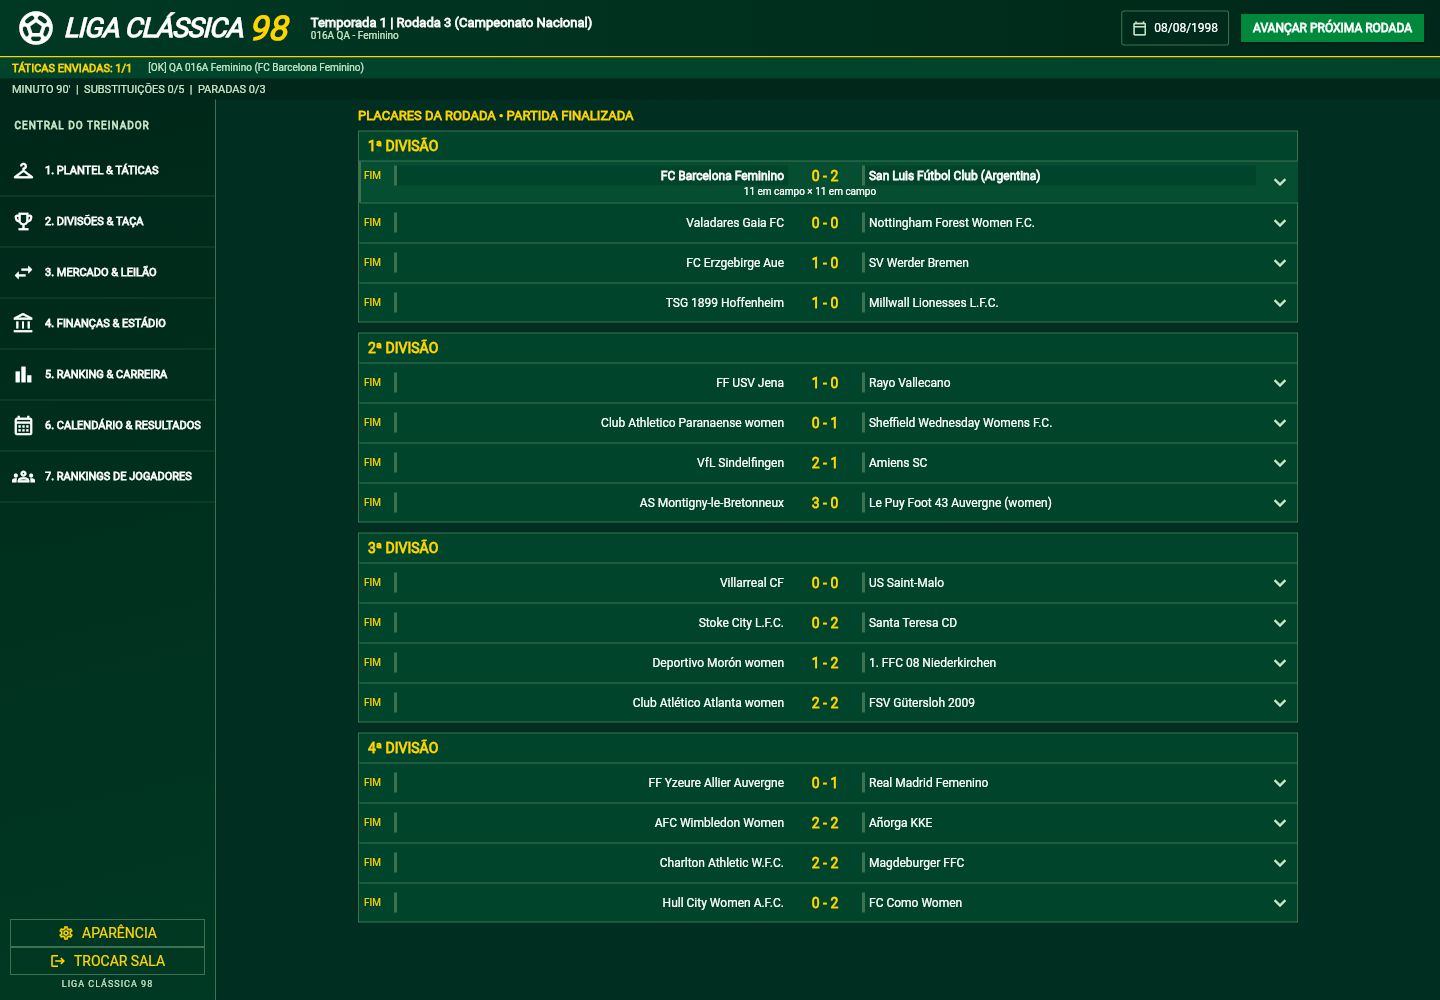 LIGA CLÁSSICA 98
Temporada 1 | Rodada 3 (Campeonato Nacional)
016A QA - Feminino
08/08/1998
AVANÇAR PRÓXIMA RODADA
TÁTICAS ENVIADAS: 1/1 [OK] QA 016A Feminino (FC Barcelona Feminino)
MINUTO 90' | SUBSTITUIÇÕES 0/5 | PARADAS 0/3
CENTRAL DO TREINADOR
1. PLANTEL & TÁTICAS
2. DIVISÕES & TAÇA
3. MERCADO & LEILÃO
4. FINANÇAS & ESTÁDIO
5. RANKING & CARREIRA
6. CALENDÁRIO & RESULTADOS
7. RANKINGS DE JOGADORES
APARÊNCIA
TROCAR SALA
LIGA CLÁSSICA 98
PLACARES DA RODADA • PARTIDA FINALIZADA
1ª DIVISÃO
FIM FC Barcelona Feminino 0 - 2 San Luis Fútbol Club (Argentina)
11 em campo × 11 em campo
FIM Valadares Gaia FC 0 - 0 Nottingham Forest Women F.C.
FIM FC Erzgebirge Aue 1 - 0 SV Werder Bremen
FIM TSG 1899 Hoffenheim 1 - 0 Millwall Lionesses L.F.C.
2ª DIVISÃO
FIM FF USV Jena 1 - 0 Rayo Vallecano
FIM Club Athletico Paranaense women 0 - 1 Sheffield Wednesday Womens F.C.
FIM VfL Sindelfingen 2 - 1 Amiens SC
FIM AS Montigny-le-Bretonneux 3 - 0 Le Puy Foot 43 Auvergne (women)
3ª DIVISÃO
FIM Villarreal CF 0 - 0 US Saint-Malo
FIM Stoke City L.F.C. 0 - 2 Santa Teresa CD
FIM Deportivo Morón women 1 - 2 1. FFC 08 Niederkirchen
FIM Club Atlético Atlanta women 2 - 2 FSV Gütersloh 2009
4ª DIVISÃO
FIM FF Yzeure Allier Auvergne 0 - 1 Real Madrid Femenino
FIM AFC Wimbledon Women 2 - 2 Añorga KKE
FIM Charlton Athletic W.F.C. 2 - 2 Magdeburger FFC
FIM Hull City Women A.F.C. 0 - 2 FC Como Women